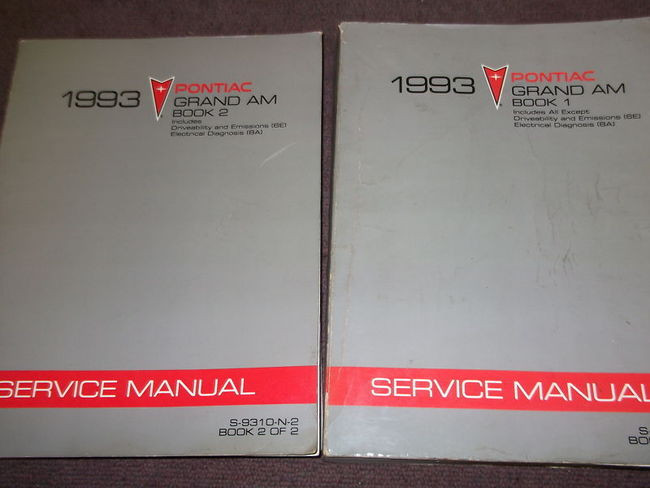 1993 PONTIAC
GRAND AM
BOOK 2
Includes
Driveability and Emissions (6E)
Electrical Diagnosis (8A)
SERVICE MANUAL
S-9310-N-2
BOOK 2 OF 2
1993 PONTIAC
GRAND AM
BOOK 1
Includes All Except
Driveability and Emissions (6E)
Electrical Diagnosis (8A)
SERVICE MANUAL
S
BO